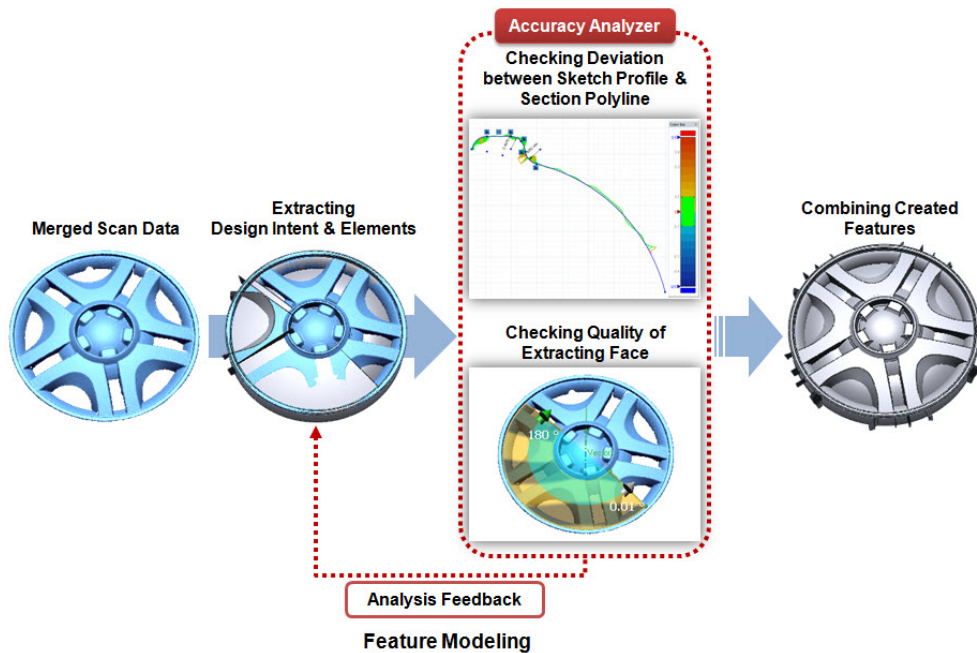 Accuracy Analyzer
Checking Deviation
between Sketch Profile &
Section Polyline
Merged Scan Data
Extracting
Design Intent & Elements
Combining Created
Features
Checking Quality of
Extracting Face
180 °
Vector
0.01 °
Analysis Feedback
Feature Modeling